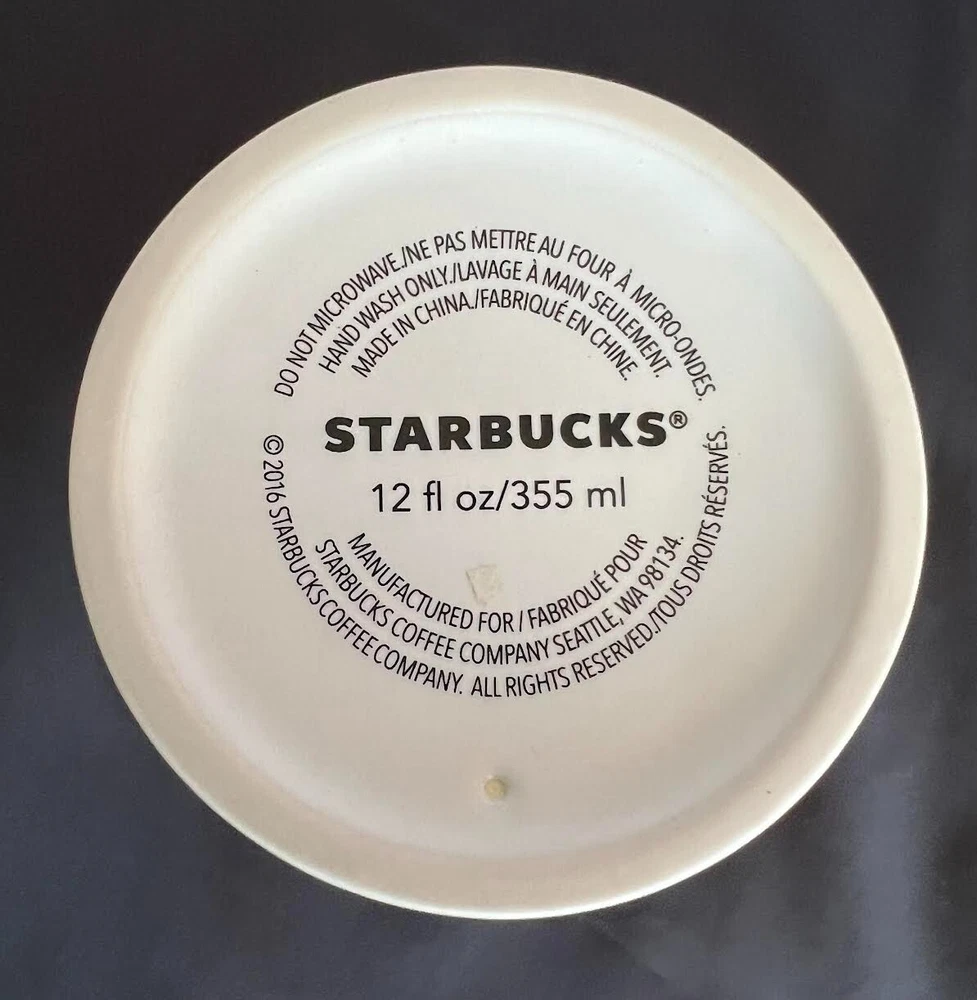 DO NOT MICROWAVE./NE PAS METTRE AU FOUR À MICRO-ONDES.
HAND WASH ONLY./LAVAGE À MAIN SEULEMENT.
MADE IN CHINA./FABRIQUÉ EN CHINE.
STARBUCKS®
12 fl oz/355 ml
MANUFACTURED FOR / FABRIQUÉ POUR
STARBUCKS COFFEE COMPANY SEATTLE, WA 98134.
© 2016 STARBUCKS COFFEE COMPANY. ALL RIGHTS RESERVED./TOUS DROITS RÉSERVÉS.